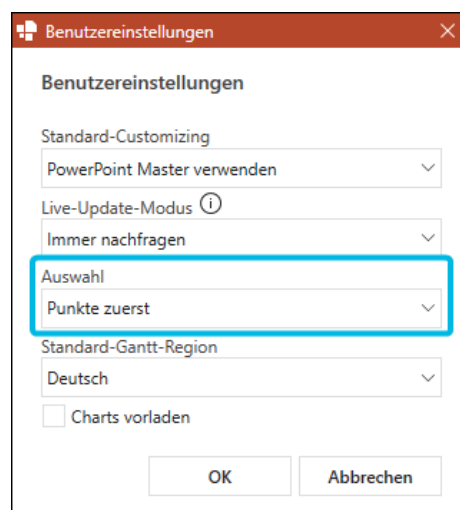 Benutzereinstellungen
Benutzereinstellungen
Standard-Customizing
PowerPoint Master verwenden
Live-Update-Modus
Immer nachfragen
Auswahl
Punkte zuerst
Standard-Gantt-Region
Deutsch
Charts vorladen
OK Abbrechen